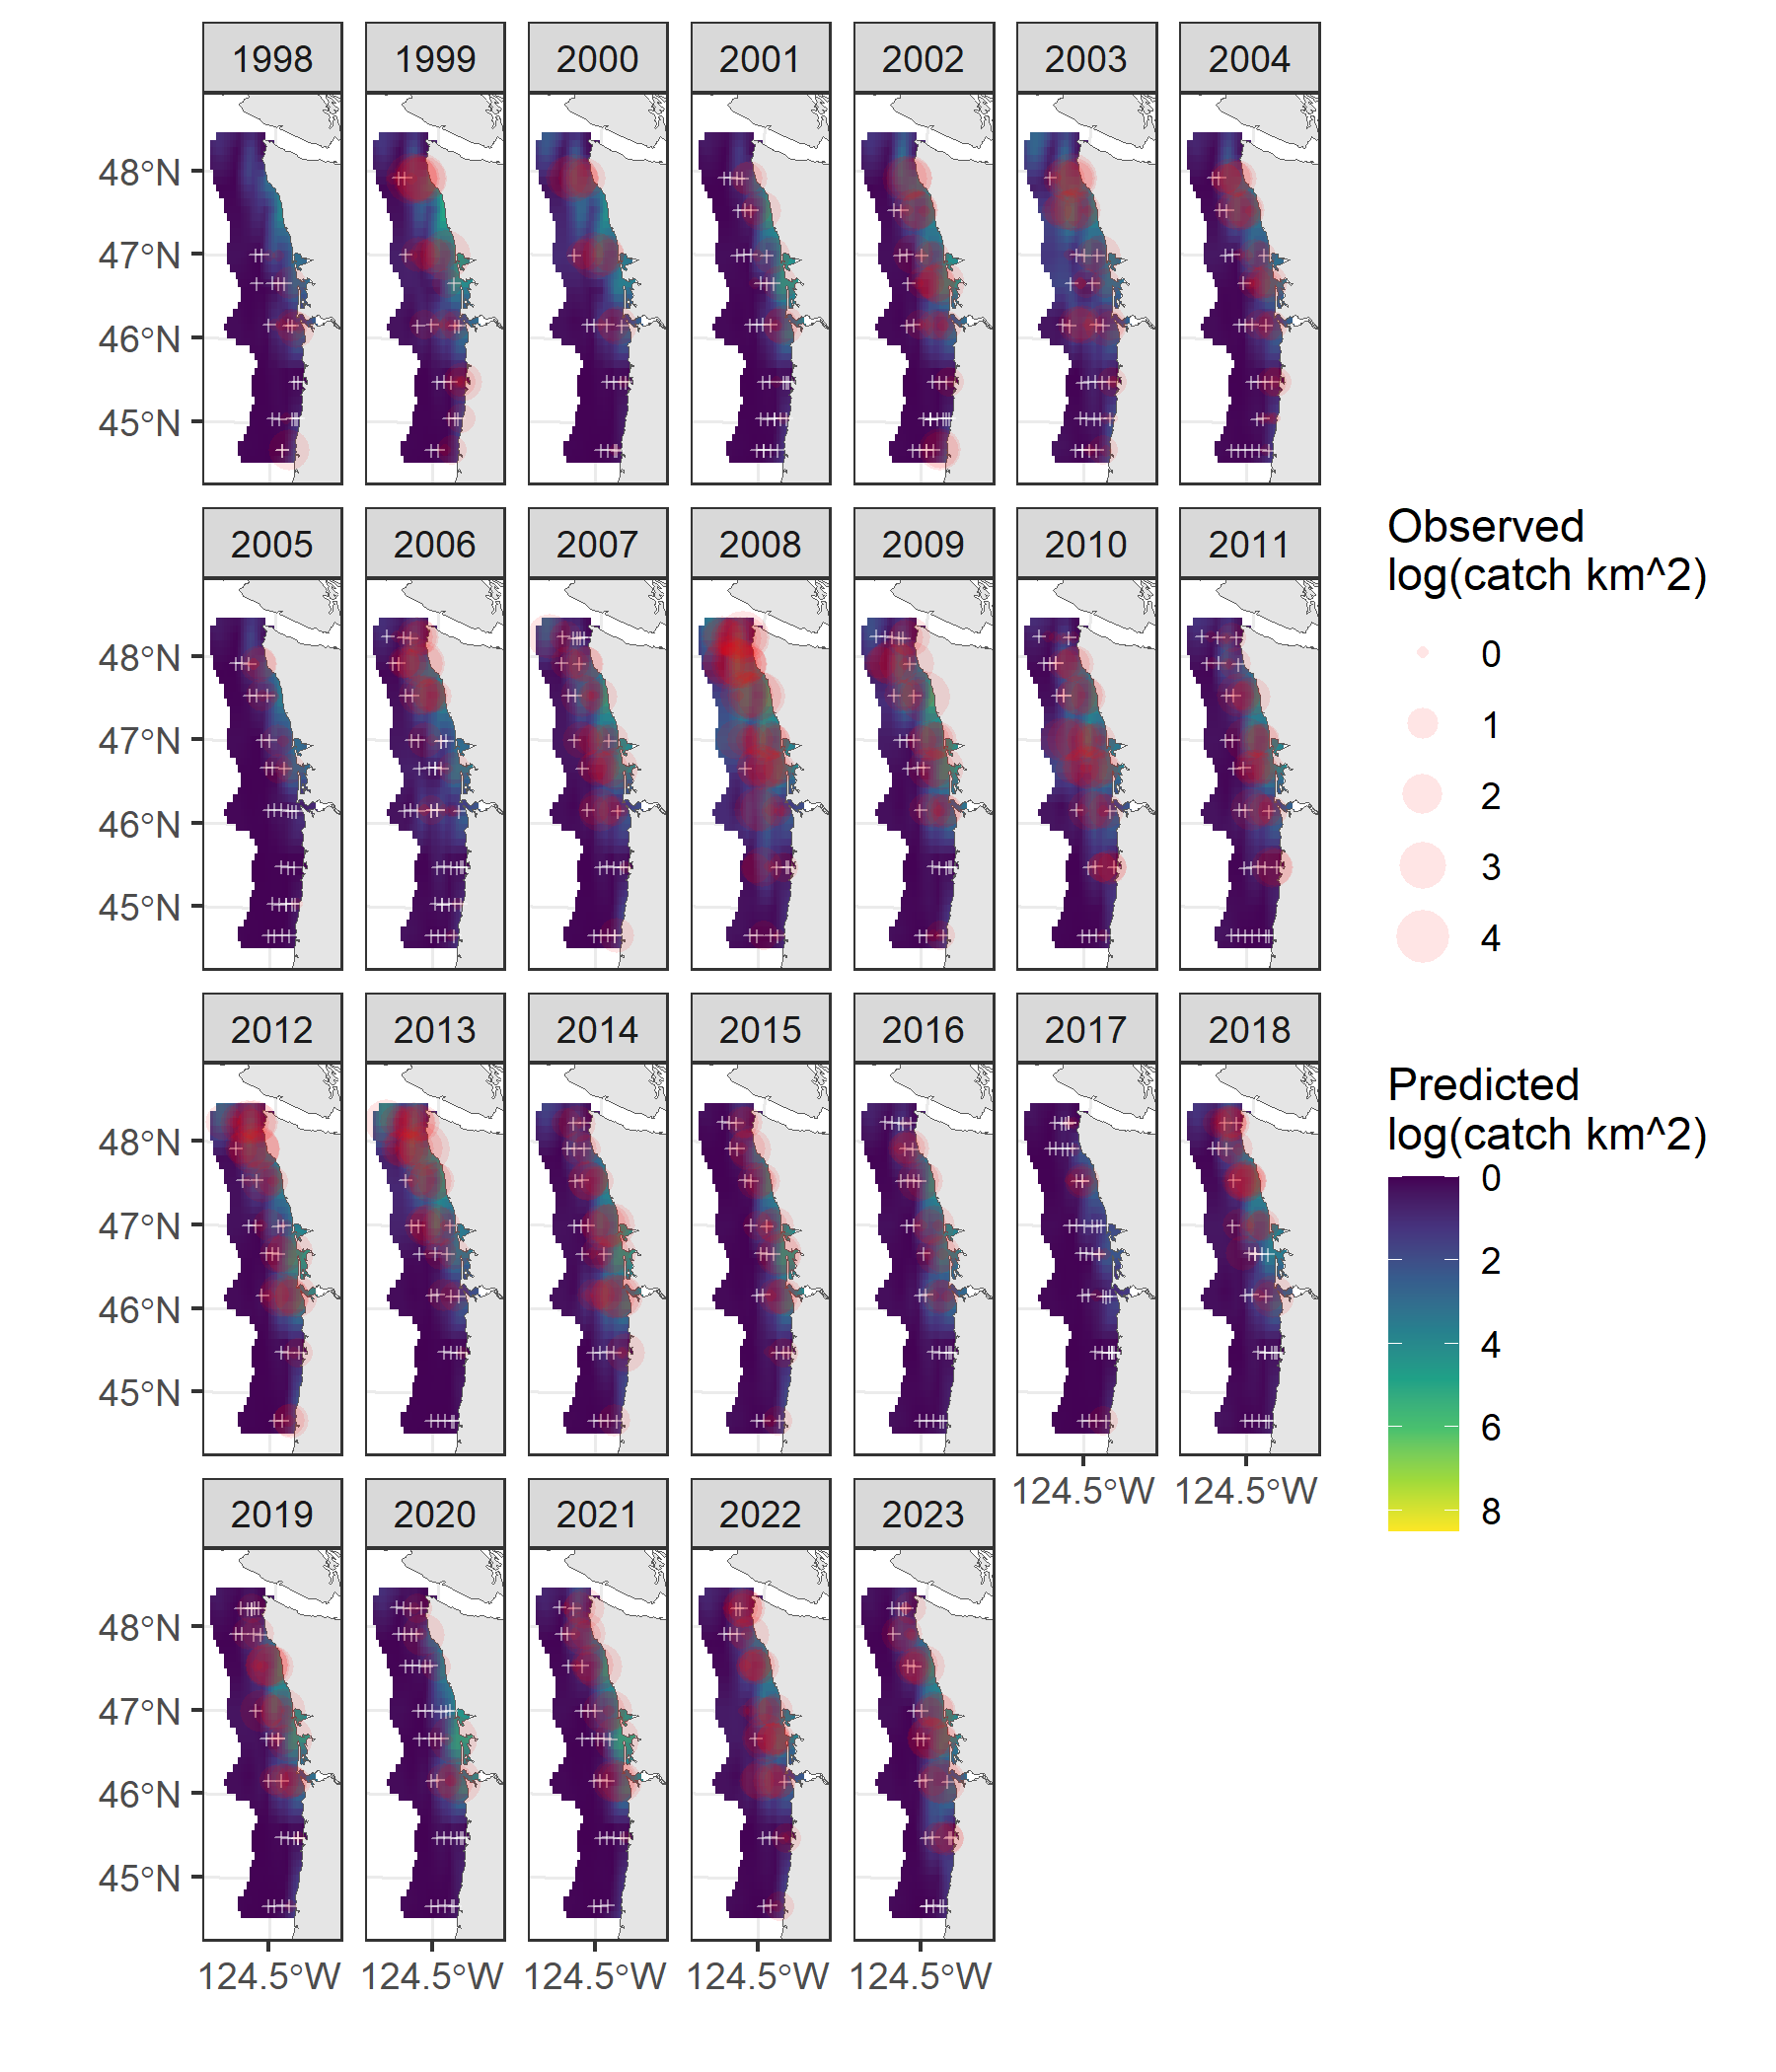 1998 1999 2000 2001 2002 2003 2004
48°N
47°N
46°N
45°N
2005 2006 2007 2008 2009 2010 2011
48°N
47°N
46°N
45°N
2012 2013 2014 2015 2016 2017 2018
48°N
47°N
46°N
45°N
124.5°W 124.5°W
2019 2020 2021 2022 2023
48°N
47°N
46°N
45°N
124.5°W 124.5°W 124.5°W 124.5°W 124.5°W
Observed
log(catch km^2)
0
1
2
3
4
Predicted
log(catch km^2)
0
2
4
6
8